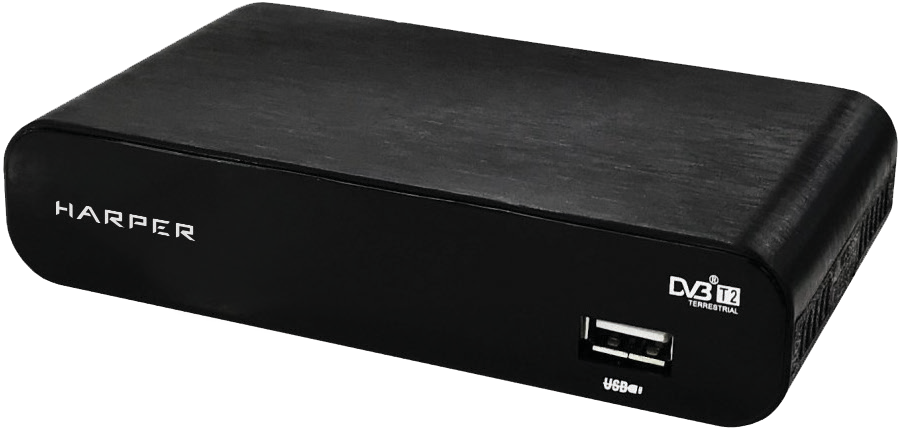 HARPER
DVB® T2
TERRESTRIAL
USB